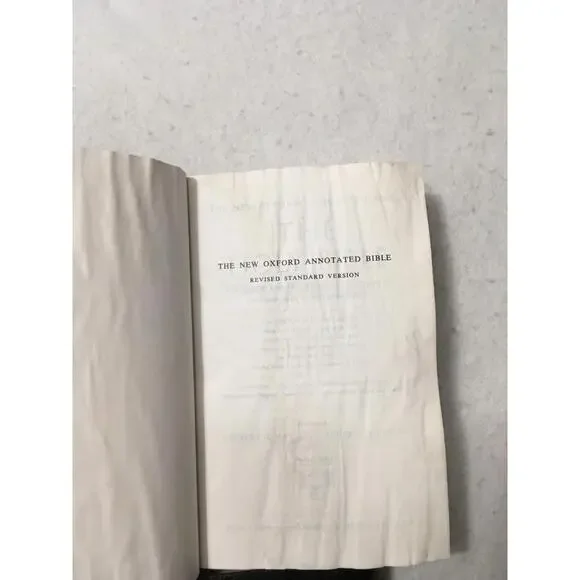 THE NEW OXFORD ANNOTATED BIBLE
REVISED STANDARD VERSION